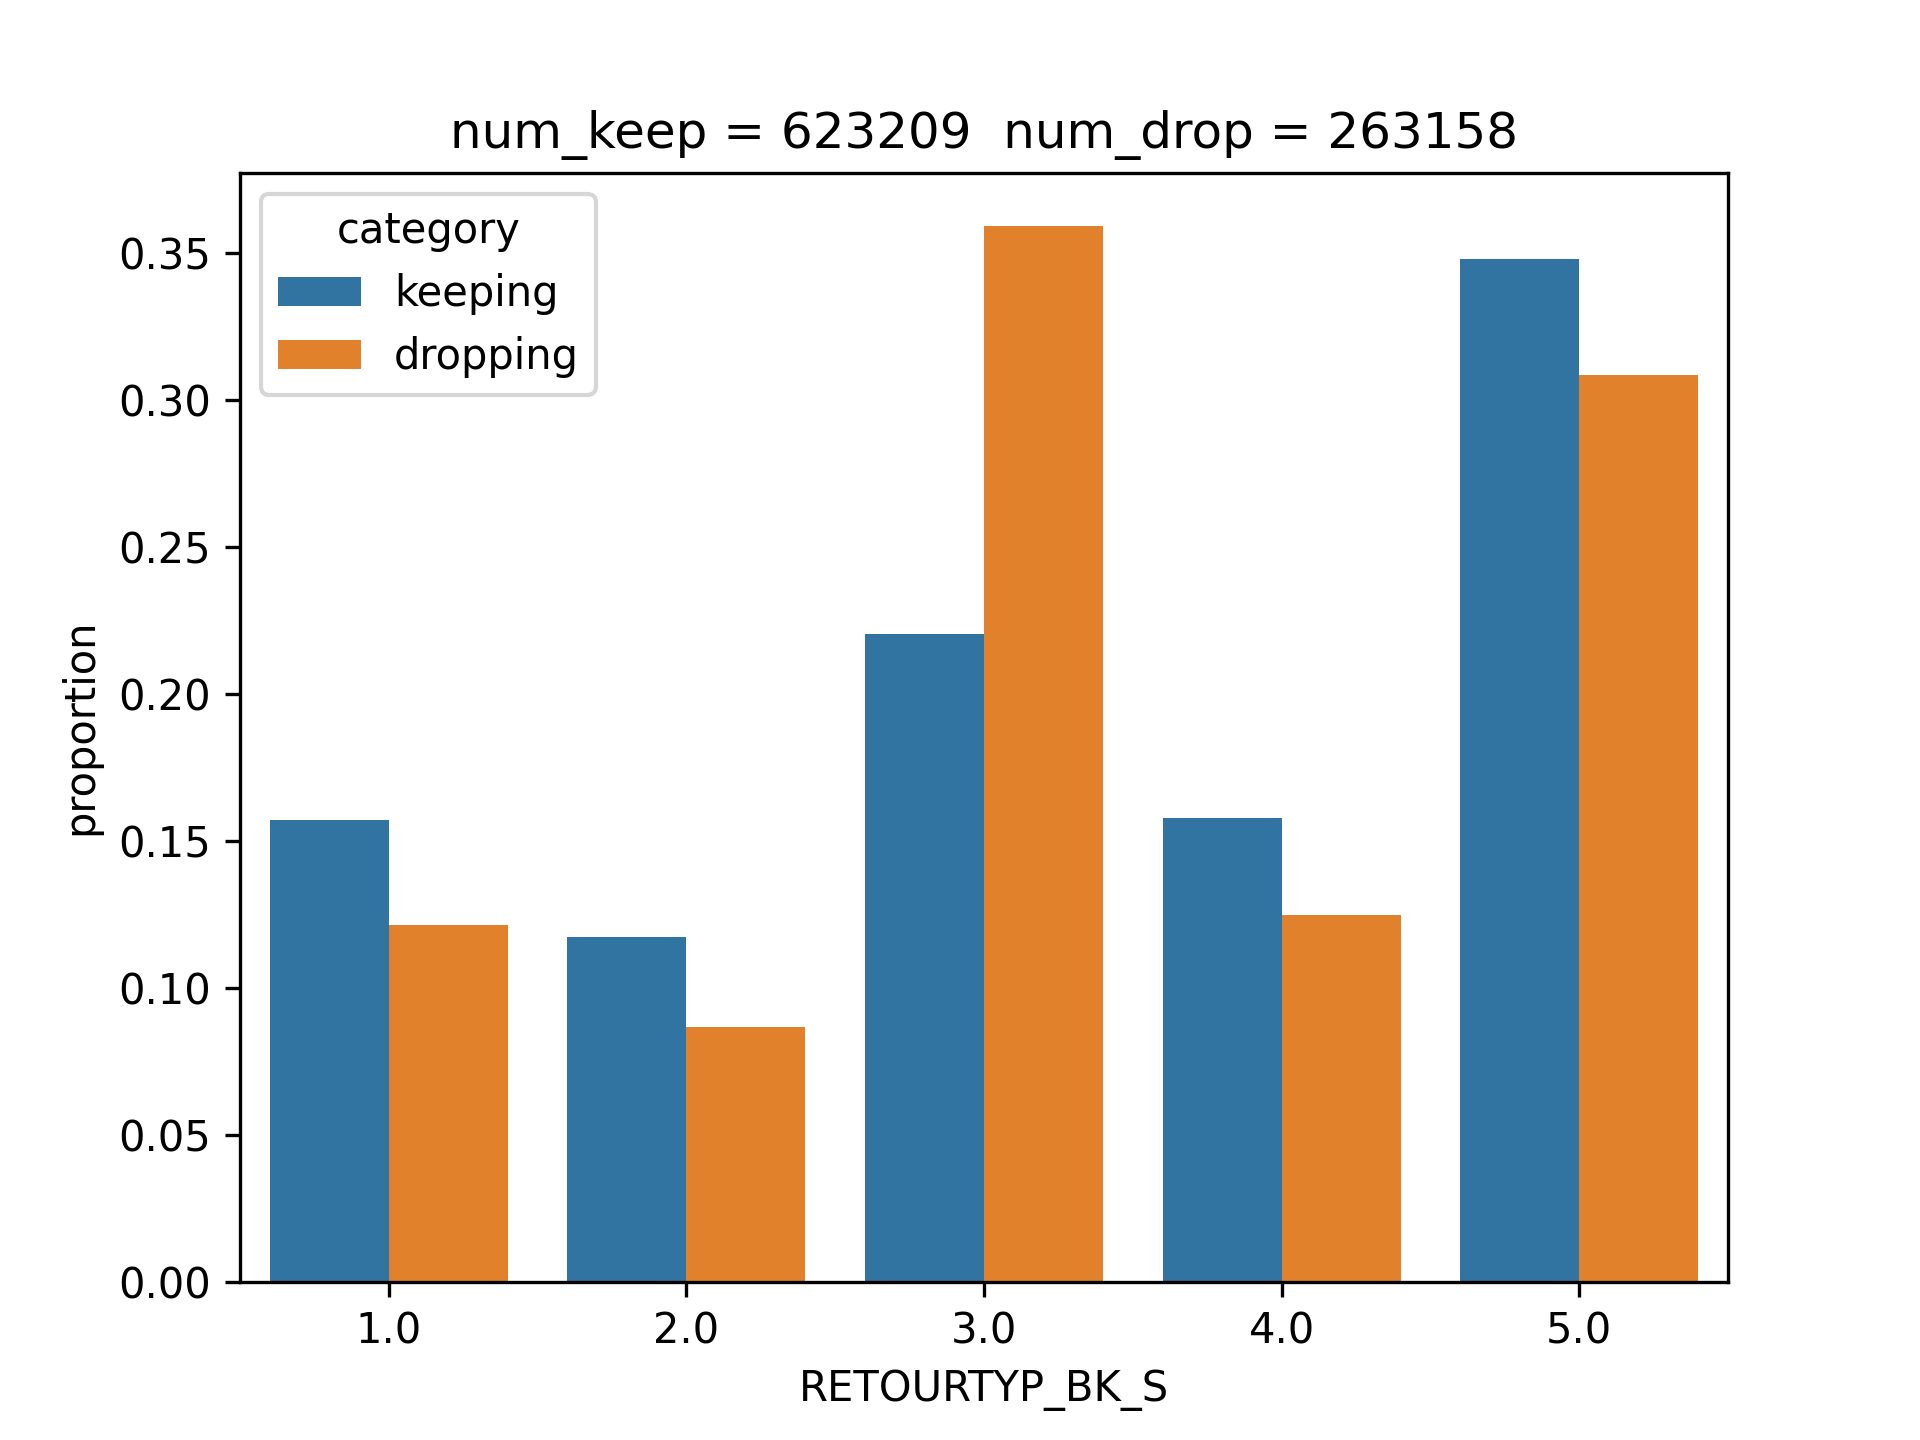 num_keep = 623209  num_drop = 263158
category
keeping
dropping
0.35
0.30
0.25
0.20
0.15
0.10
0.05
0.00
proportion
1.0 2.0 3.0 4.0 5.0
RETOURTYP_BK_S